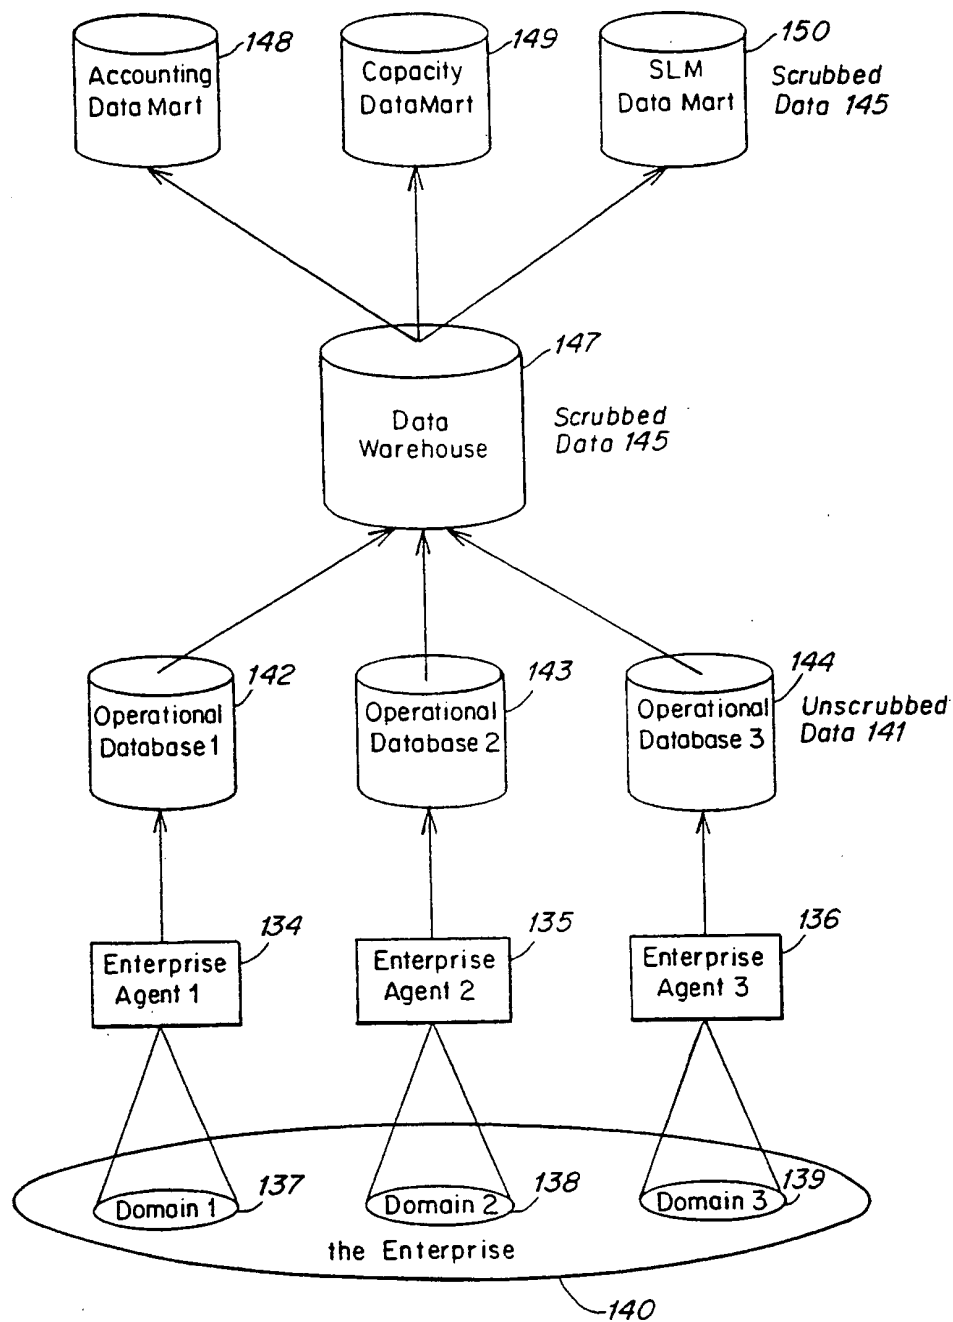 148
149
150
Accounting
Data Mart
Capacity
DataMart
SLM
Data Mart
Scrubbed
Data 145
147
Data
Warehouse
Scrubbed
Data 145
142
143
144
Operational
Database 1
Operational
Database 2
Operational
Database 3
Unscrubbed
Data 141
134
135
136
Enterprise
Agent 1
Enterprise
Agent 2
Enterprise
Agent 3
137
138
139
Domain 1
Domain 2
Domain 3
the Enterprise
140